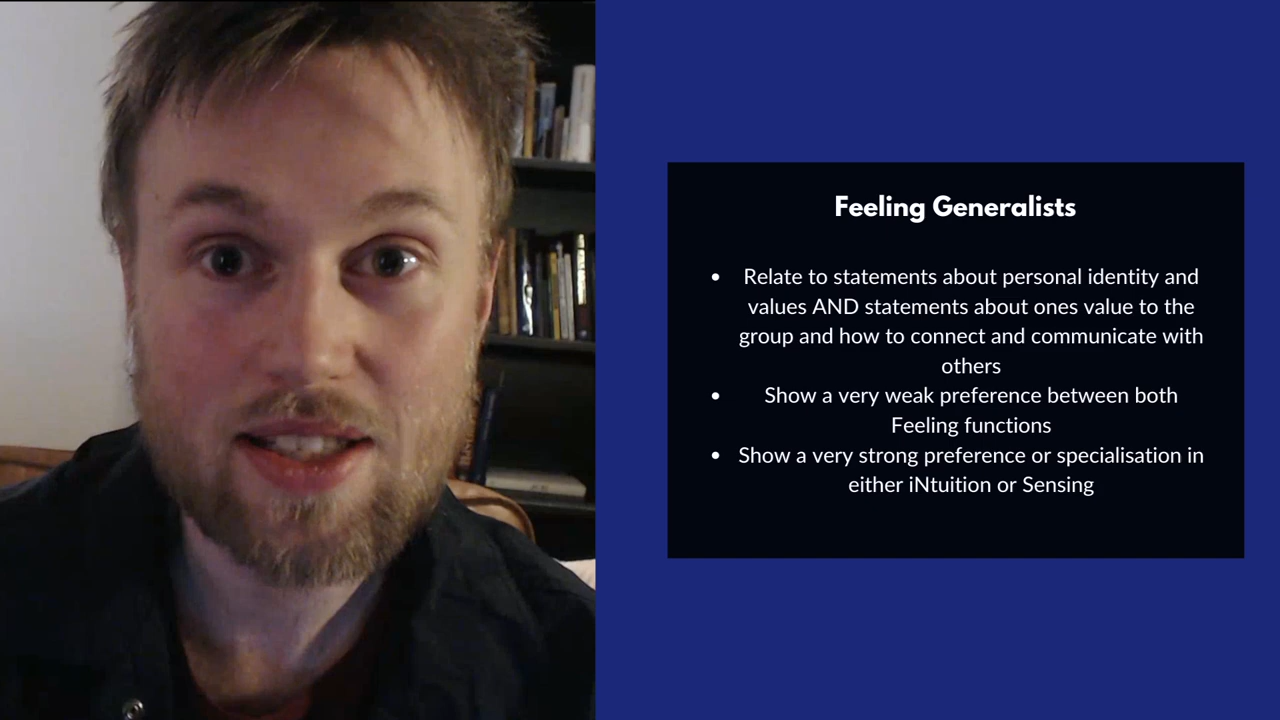 Feeling Generalists
Relate to statements about personal identity and
values AND statements about ones value to the
group and how to connect and communicate with
others
Show a very weak preference between both
Feeling functions
Show a very strong preference or specialisation in
either iNtuition or Sensing